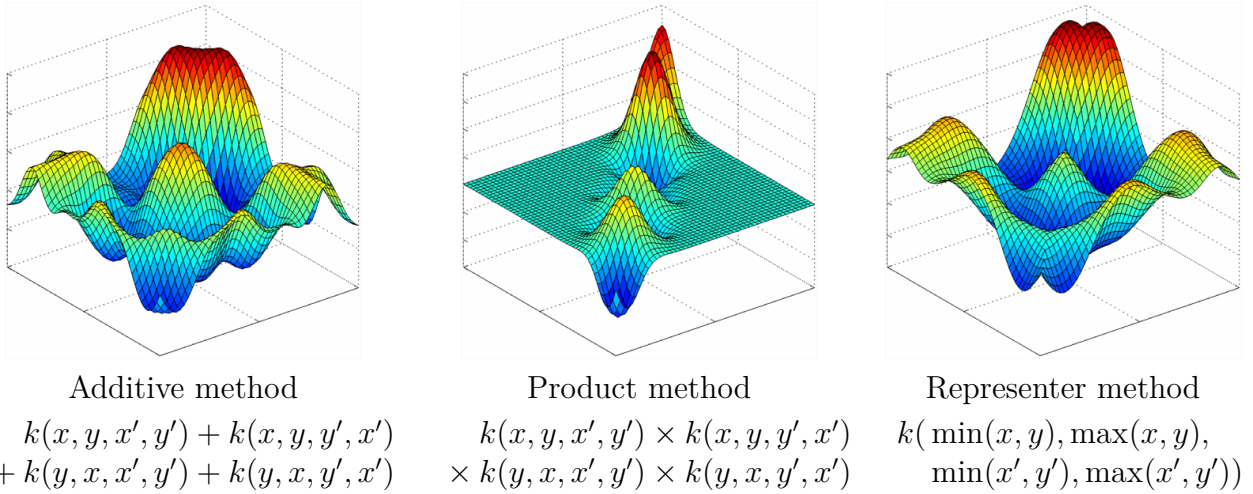 Additive method
k(x, y, x′, y′) + k(x, y, y′, x′)
+ k(y, x, x′, y′) + k(y, x, y′, x′)
Product method
k(x, y, x′, y′) × k(x, y, y′, x′)
× k(y, x, x′, y′) × k(y, x, y′, x′)
Representer method
k( min(x, y), max(x, y),
min(x′, y′), max(x′, y′))